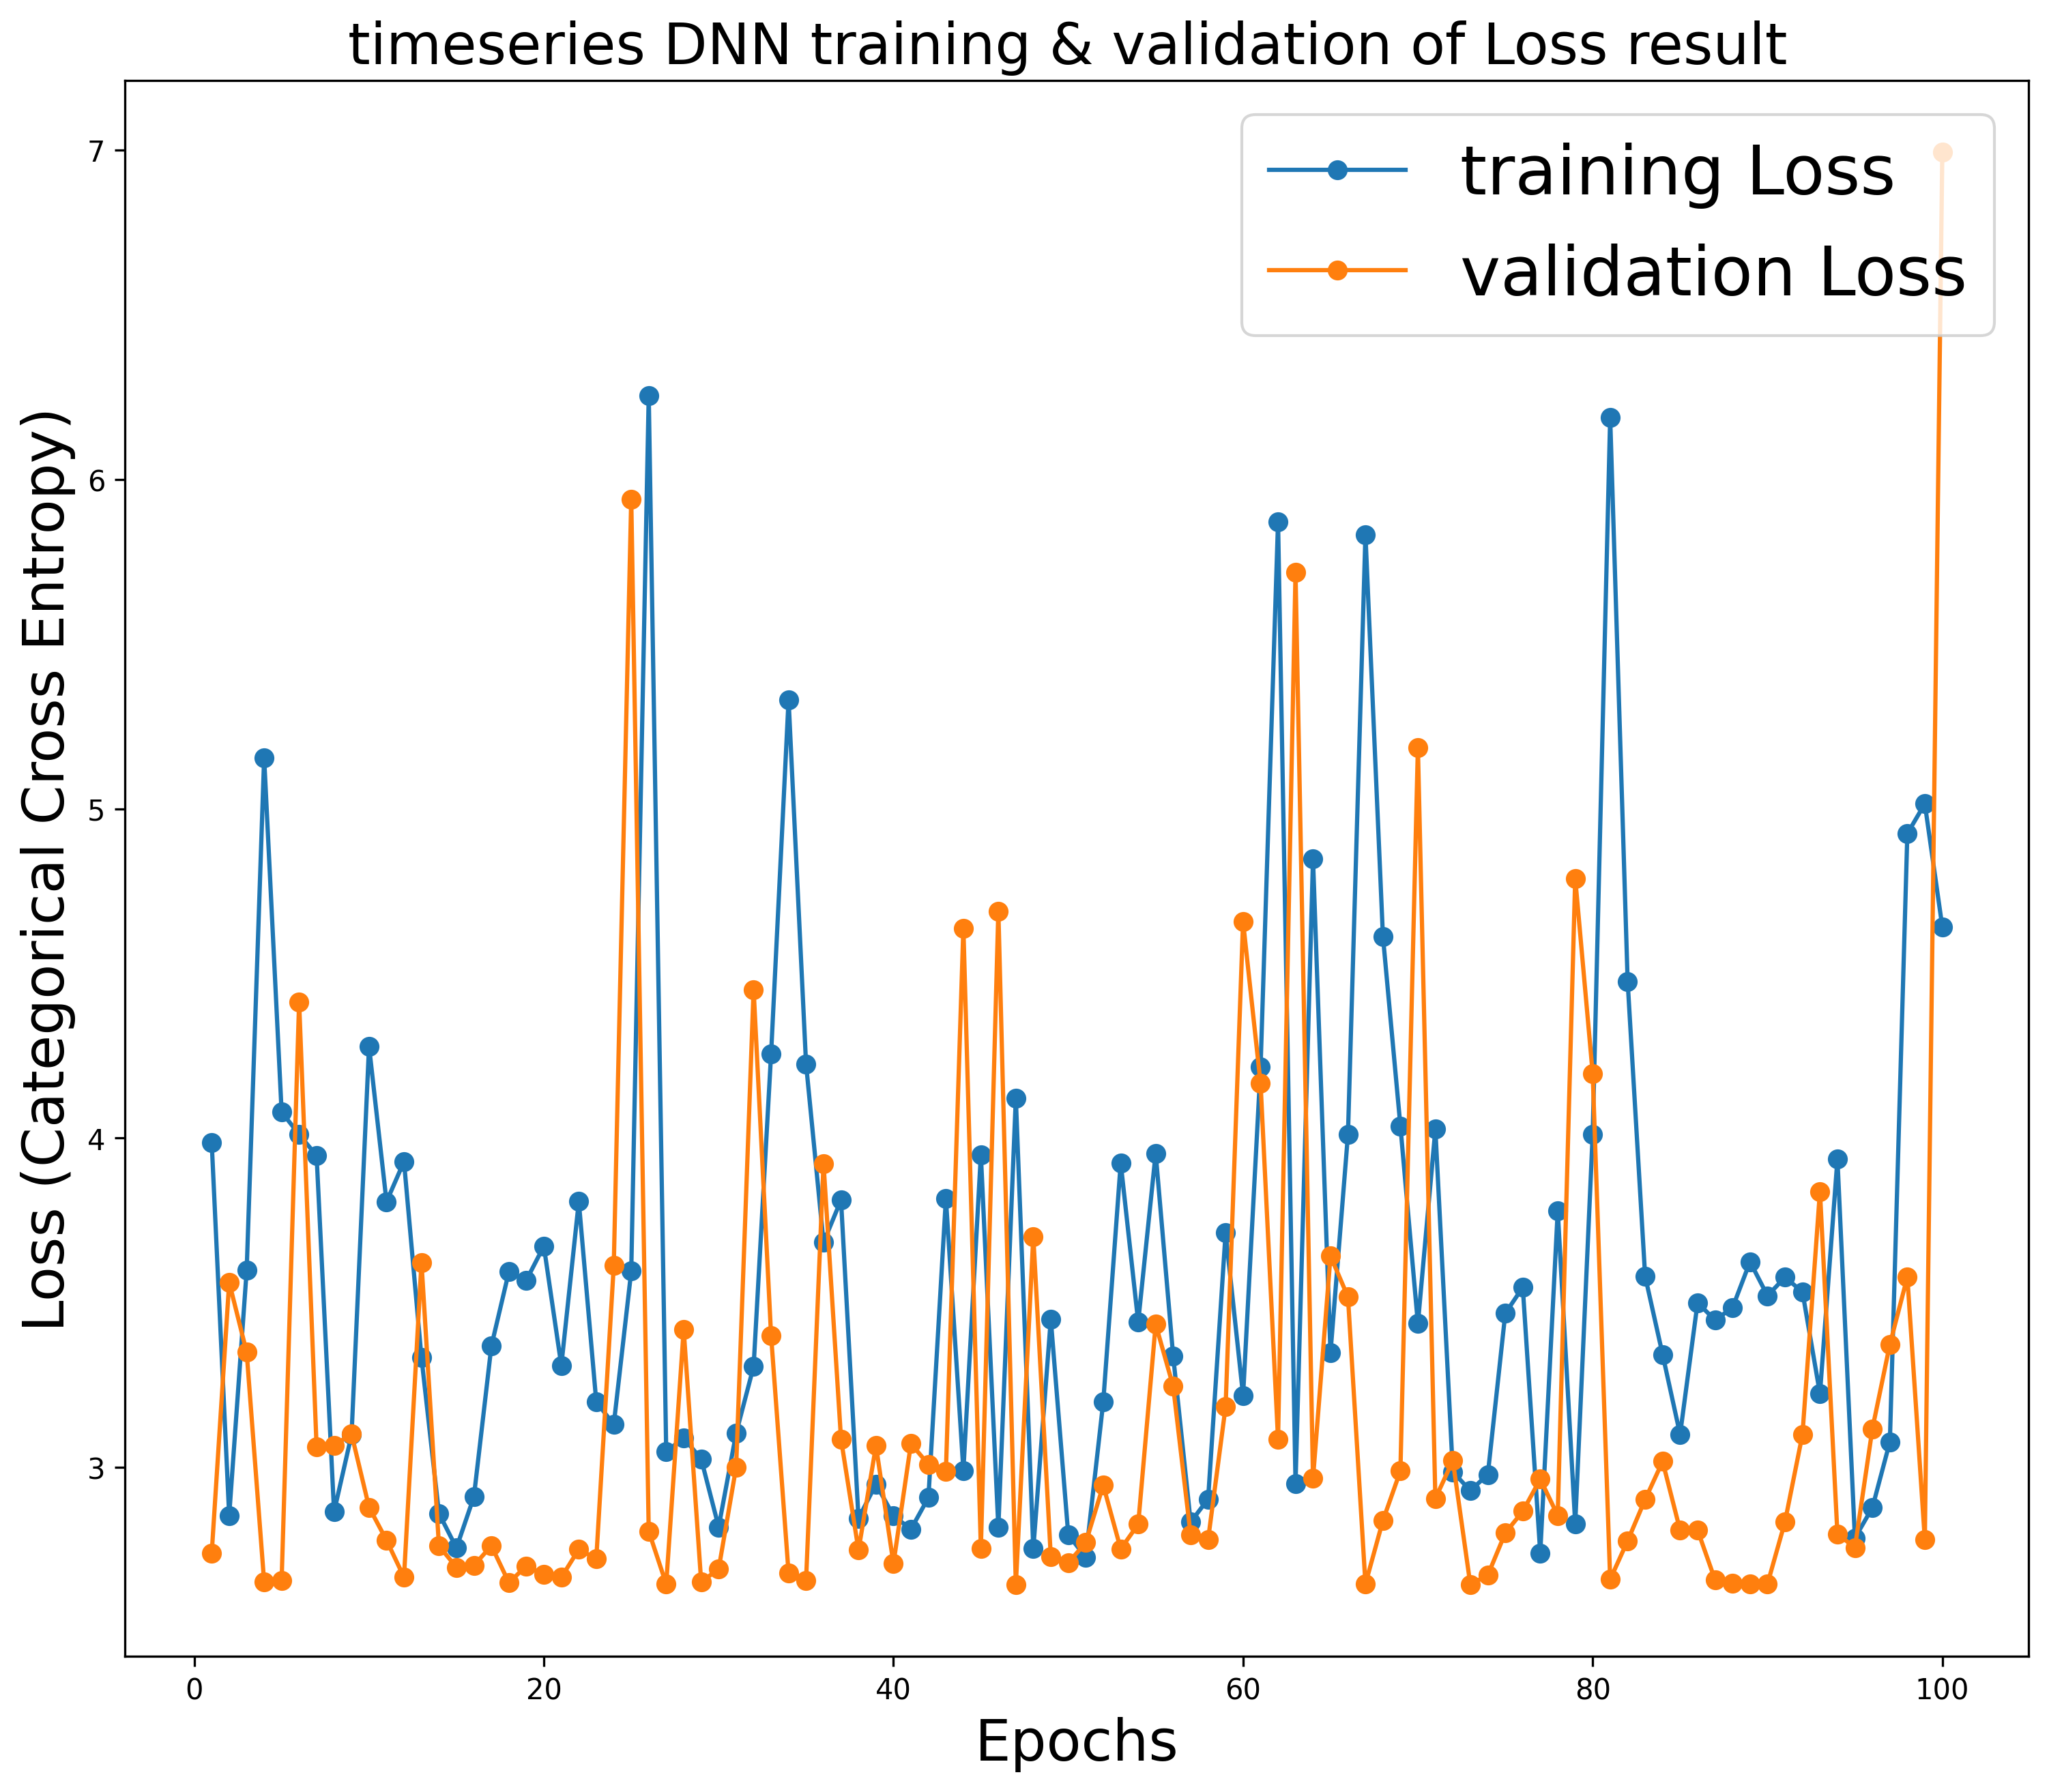 timeseries DNN training & validation of Loss result
training Loss
validation Loss
Loss (Categorical Cross Entropy)
7
6
5
4
3
0 20 40 60 80 100
Epochs